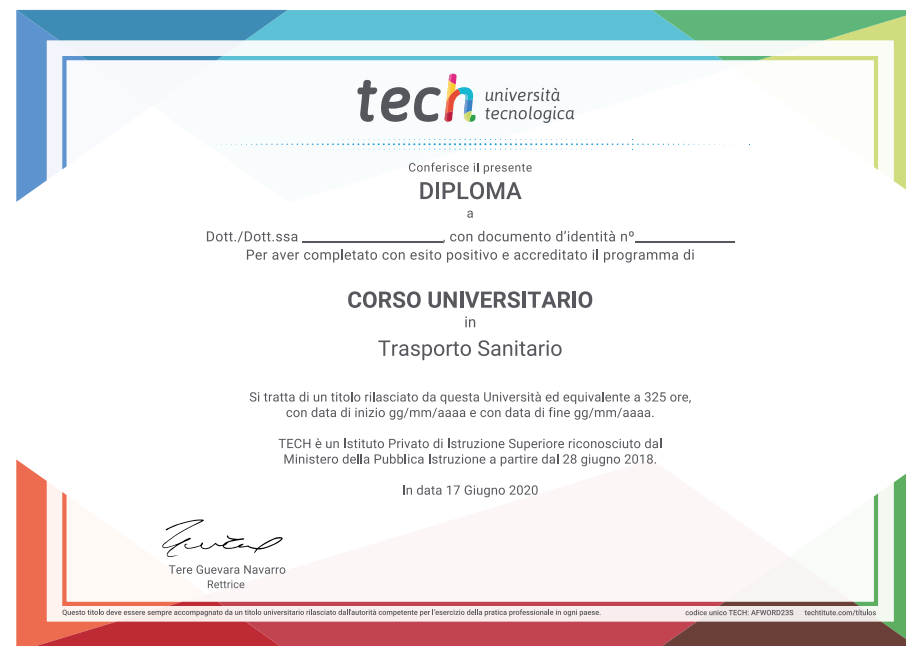 tech università
tecnologica
Conferisce il presente
DIPLOMA
a
Dott./Dott.ssa ____________, con documento d'identità nº____________
Per aver completato con esito positivo e accreditato il programma di
CORSO UNIVERSITARIO
in
Trasporto Sanitario
Si tratta di un titolo rilasciato da questa Università ed equivalente a 325 ore,
con data di inizio gg/mm/aaaa e con data di fine gg/mm/aaaa.
TECH è un Istituto Privato di Istruzione Superiore riconosciuto dal
Ministero della Pubblica Istruzione a partire dal 28 giugno 2018.
In data 17 Giugno 2020
Tere Guevara Navarro
Rettrice
Questo titolo deve essere sempre accompagnato da un titolo universitario rilasciato dall'autorità competente per l'esercizio della pratica professionale in ogni paese. codice unico TECH: AFWORD23S techtitute.com/títulos